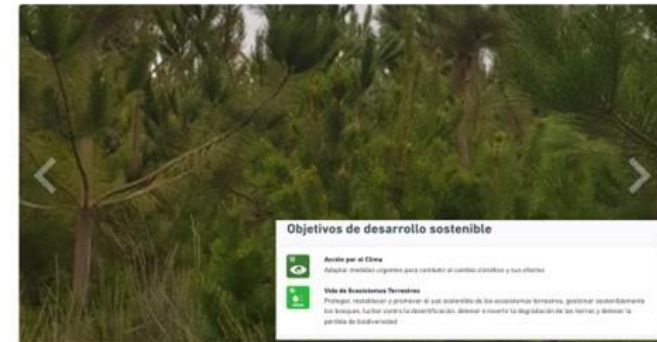 Objetivos de desarrollo sostenible
Acción por el Clima
Adoptar medidas urgentes para combatir el cambio climático y sus efectos
Vida de Ecosistemas Terrestres
Proteger, restablecer y promover el uso sostenible de los ecosistemas terrestres, gestionar sosteniblemente
los bosques, luchar contra la desertificación, detener e invertir la degradación de las tierras y detener la
pérdida de biodiversidad